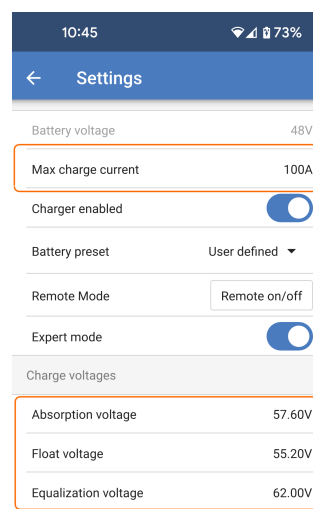 10:45 73%
Settings
Battery voltage 48V
Max charge current 100A
Charger enabled
Battery preset User defined
Remote Mode Remote on/off
Expert mode
Charge voltages
Absorption voltage 57.60V
Float voltage 55.20V
Equalization voltage 62.00V